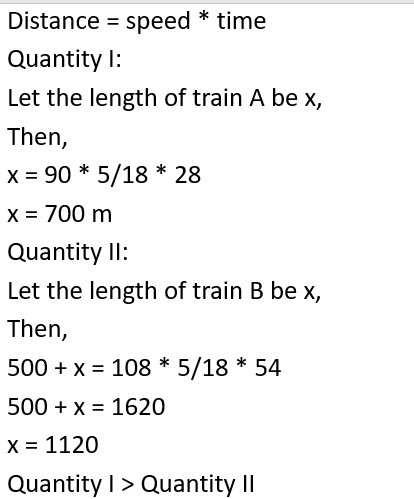 Distance = speed * time
Quantity I:
Let the length of train A be x,
Then,
x = 90 * 5/18 * 28
x = 700 m
Quantity II:
Let the length of train B be x,
Then,
500 + x = 108 * 5/18 * 54
500 + x = 1620
x = 1120
Quantity I > Quantity II